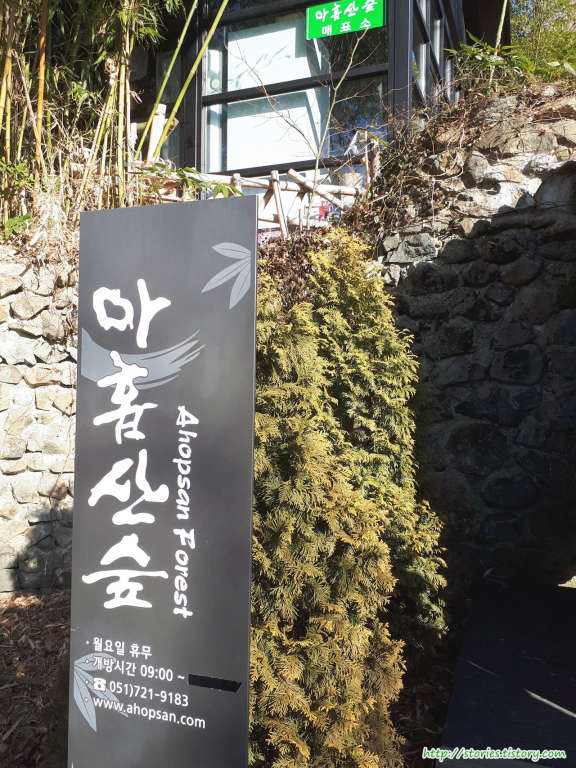 아홉산숲
매표소
아홉산숲
Ahopsan Forest
· 월요일 휴무
· 개방시간 09:00 ~
· ☎ 051)721-9183
· www.ahopsan.com
http://stories.tistory.com